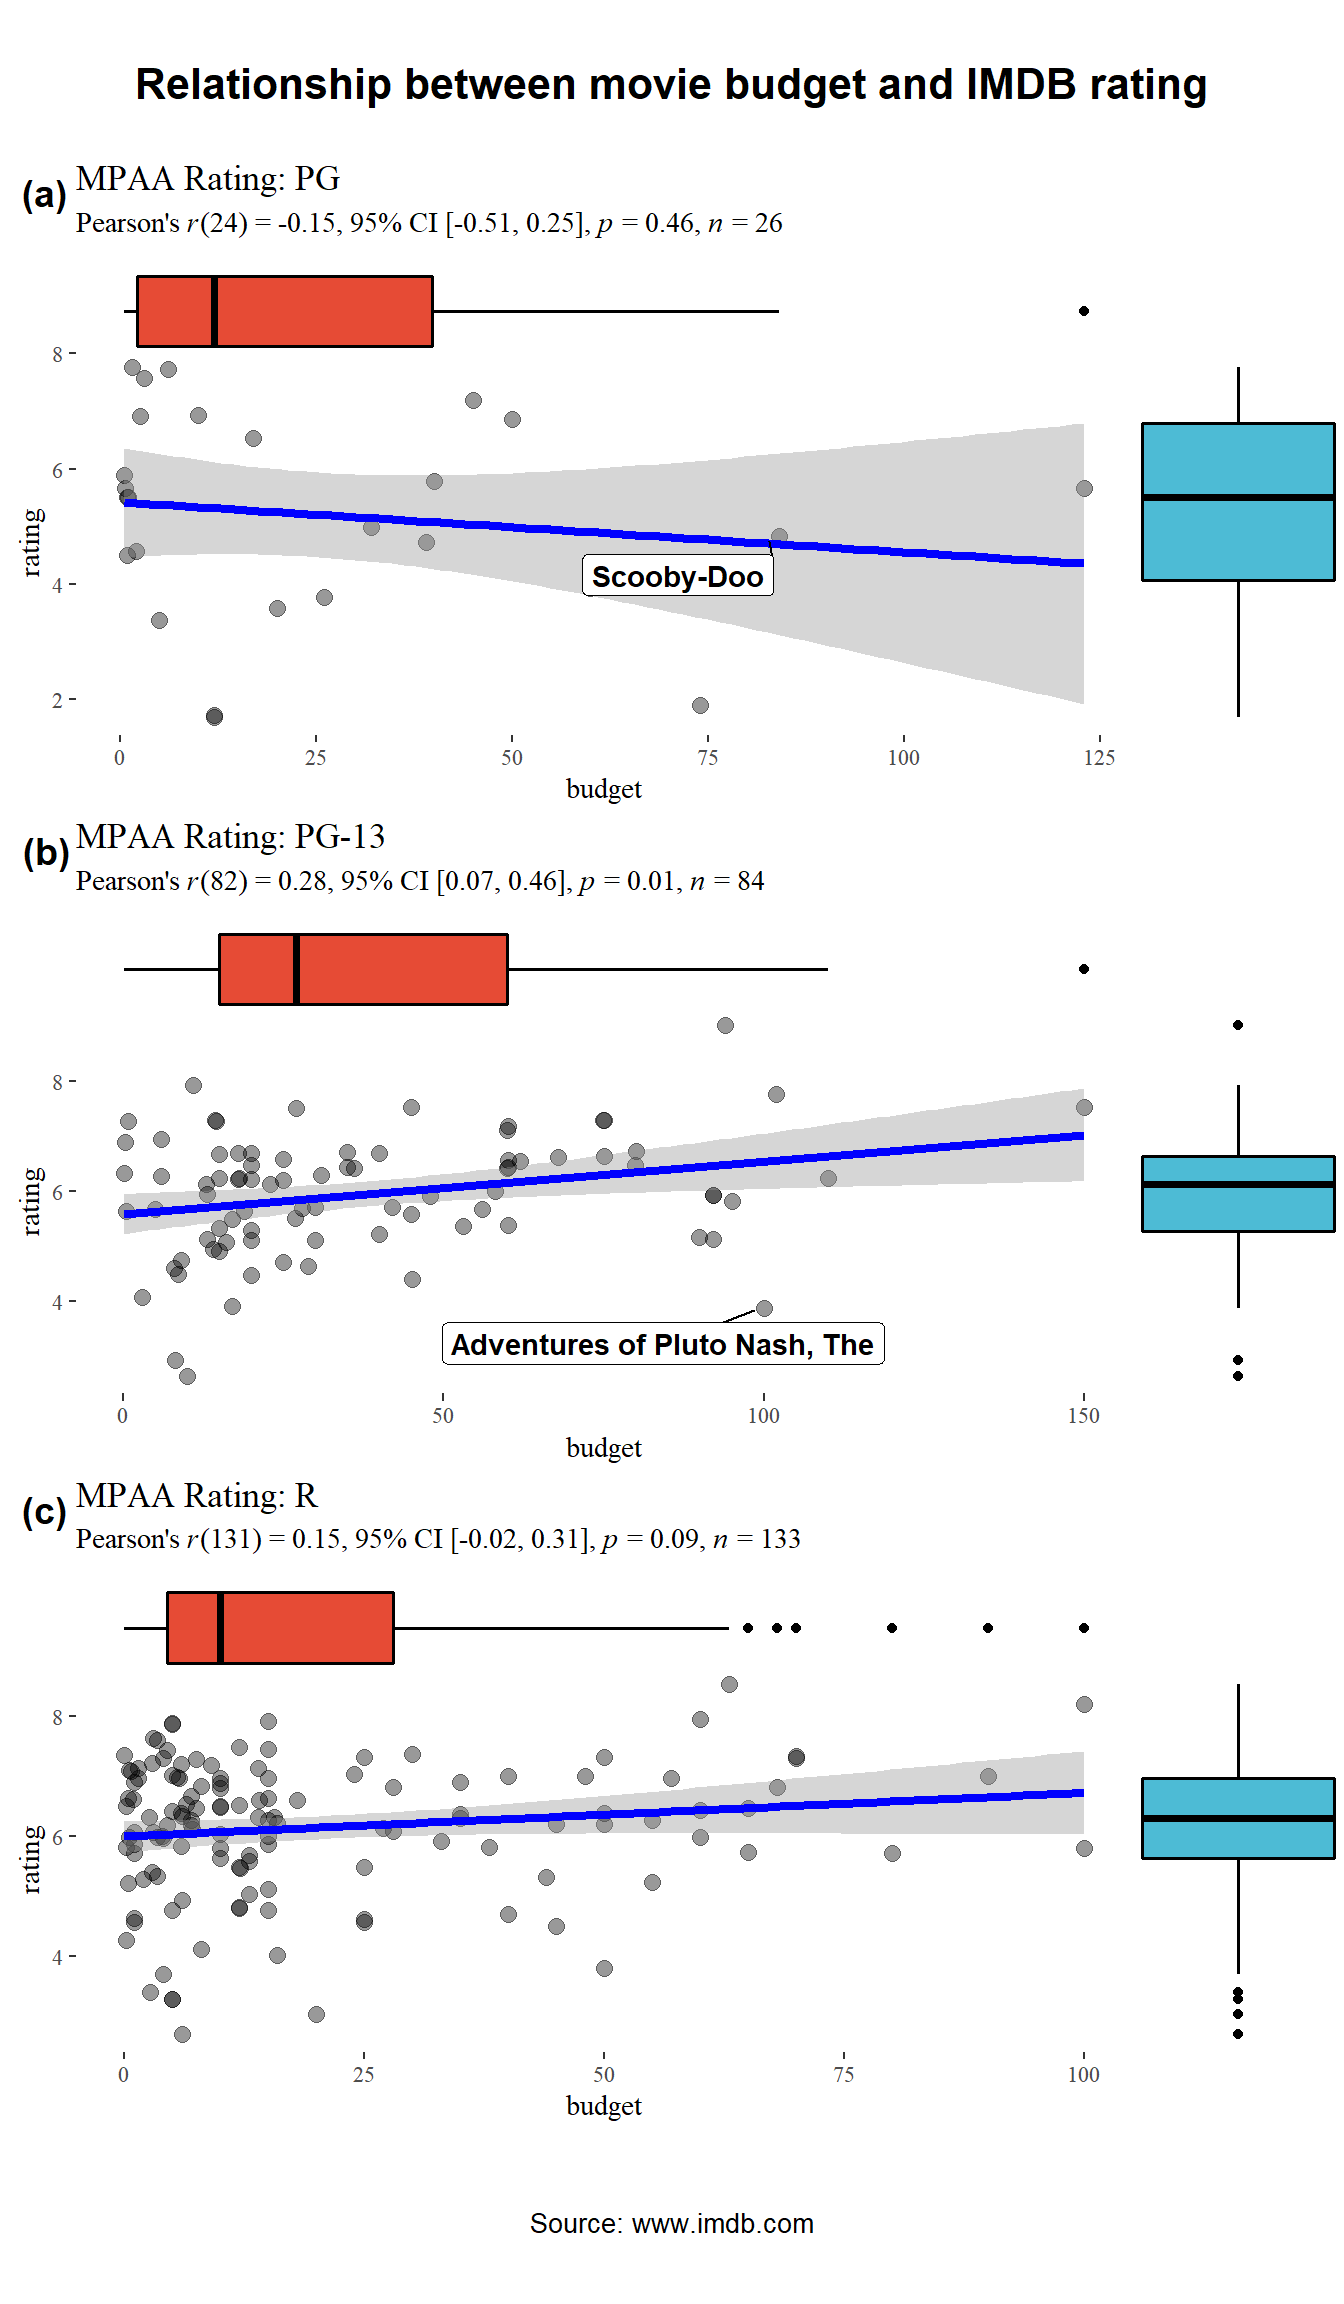 Relationship between movie budget and IMDB rating
(a) MPAA Rating: PG
Pearson's r(24) = -0.15, 95% CI [-0.51, 0.25], p = 0.46, n = 26
8
6
4
2
rating
Scooby-Doo
0 25 50 75 100 125
budget
(b) MPAA Rating: PG-13
Pearson's r(82) = 0.28, 95% CI [0.07, 0.46], p = 0.01, n = 84
8
6
4
rating
Adventures of Pluto Nash, The
0 50 100 150
budget
(c) MPAA Rating: R
Pearson's r(131) = 0.15, 95% CI [-0.02, 0.31], p = 0.09, n = 133
8
6
4
rating
0 25 50 75 100
budget
Source: www.imdb.com